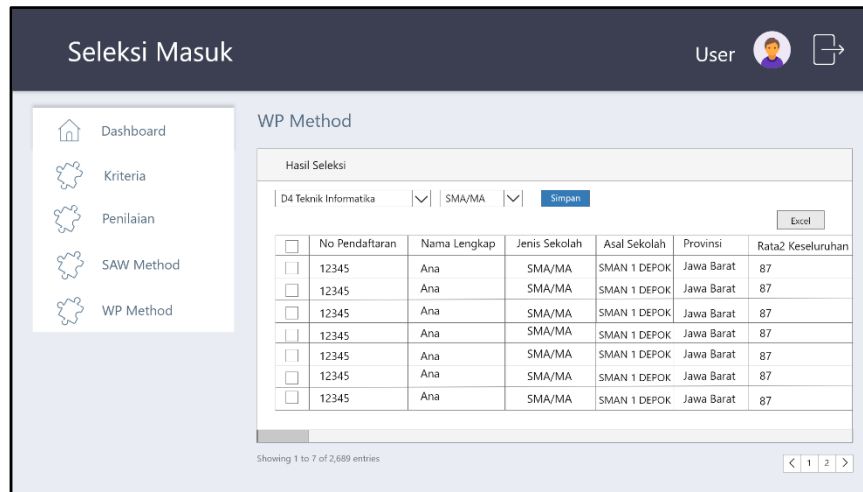 Seleksi Masuk
User
Dashboard
Kriteria
Penilaian
SAW Method
WP Method
WP Method
Hasil Seleksi
D4 Teknik Informatika SMA/MA Simpan
Excel
No Pendaftaran Nama Lengkap Jenis Sekolah Asal Sekolah Provinsi Rata2 Keseluruhan
12345 Ana SMA/MA SMAN 1 DEPOK Jawa Barat 87
12345 Ana SMA/MA SMAN 1 DEPOK Jawa Barat 87
12345 Ana SMA/MA SMAN 1 DEPOK Jawa Barat 87
12345 Ana SMA/MA SMAN 1 DEPOK Jawa Barat 87
12345 Ana SMA/MA SMAN 1 DEPOK Jawa Barat 87
12345 Ana SMA/MA SMAN 1 DEPOK Jawa Barat 87
12345 Ana SMA/MA SMAN 1 DEPOK Jawa Barat 87
Showing 1 to 7 of 2,689 entries
< 1 2 >